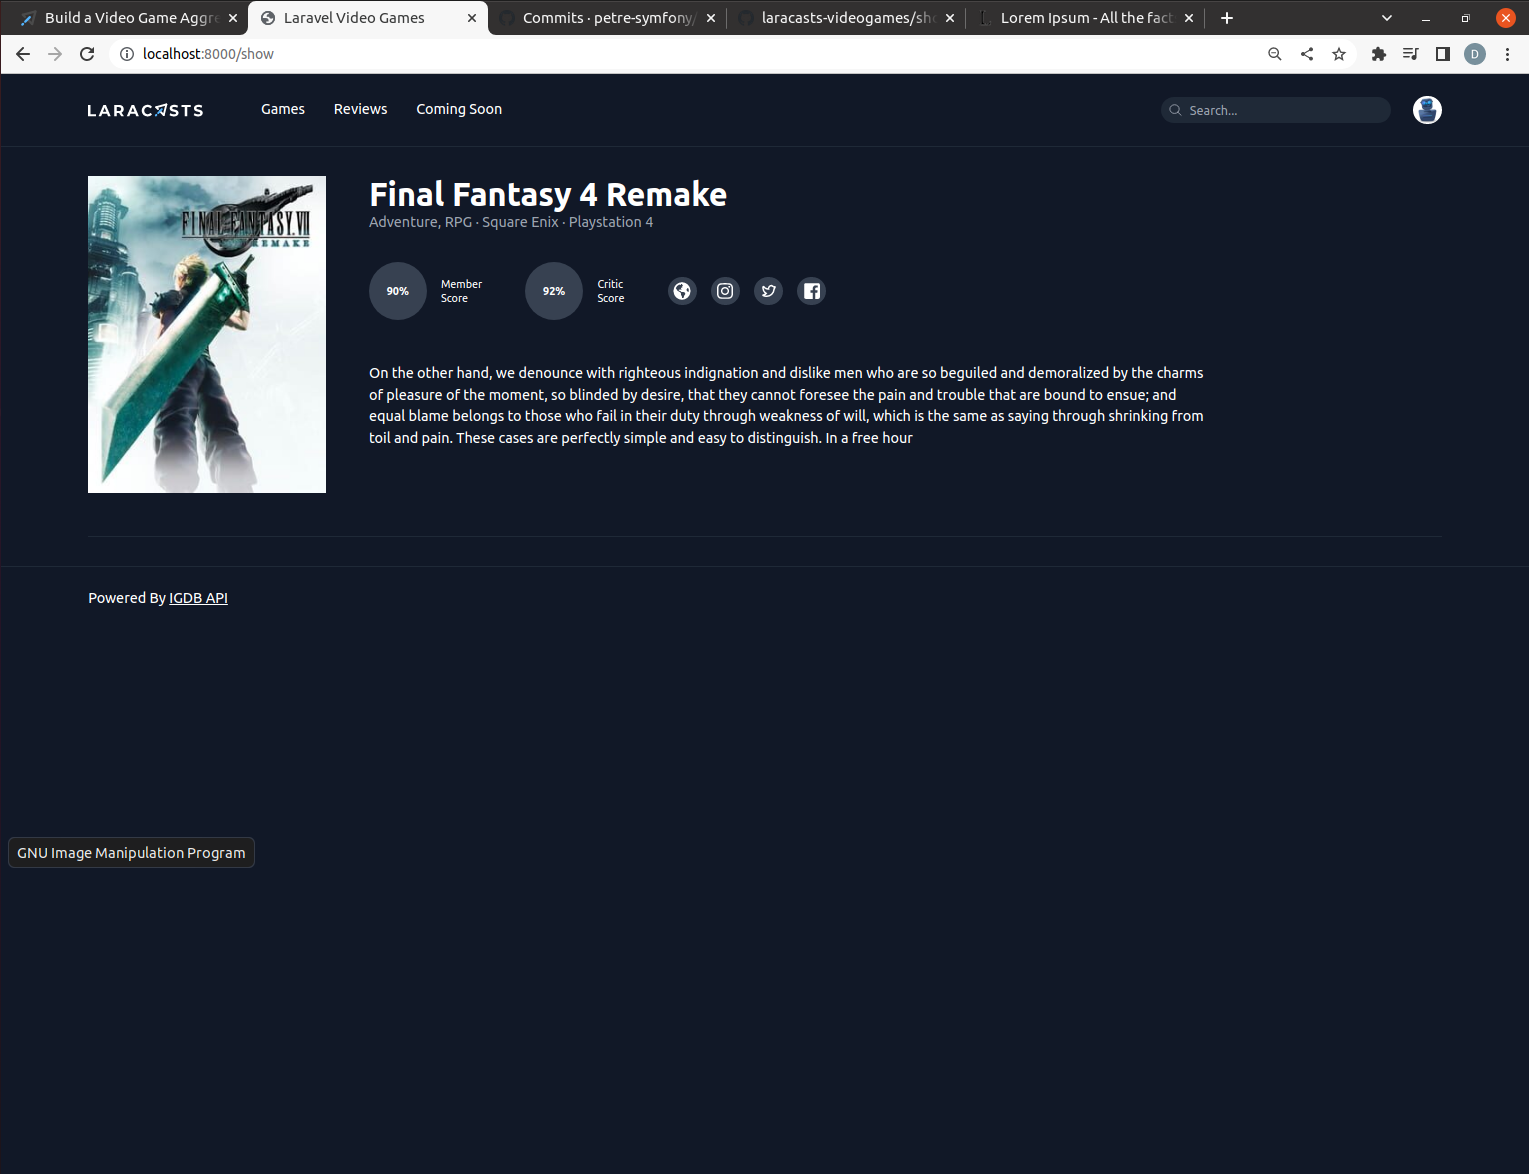 Build a Video Game Aggre
Laravel Video Games
Commits · petre-symfony/
laracasts-videogames/sho
Lorem Ipsum - All the fact
localhost:8000/show
D
LARACASTS
Games
Reviews
Coming Soon
Search...
FINAL FANTASY VII
REMAKE
Final Fantasy 4 Remake
Adventure, RPG · Square Enix · Playstation 4
90%
Member
Score
92%
Critic
Score
On the other hand, we denounce with righteous indignation and dislike men who are so beguiled and demoralized by the charms
of pleasure of the moment, so blinded by desire, that they cannot foresee the pain and trouble that are bound to ensue; and
equal blame belongs to those who fail in their duty through weakness of will, which is the same as saying through shrinking from
toil and pain. These cases are perfectly simple and easy to distinguish. In a free hour
Powered By IGDB API
GNU Image Manipulation Program